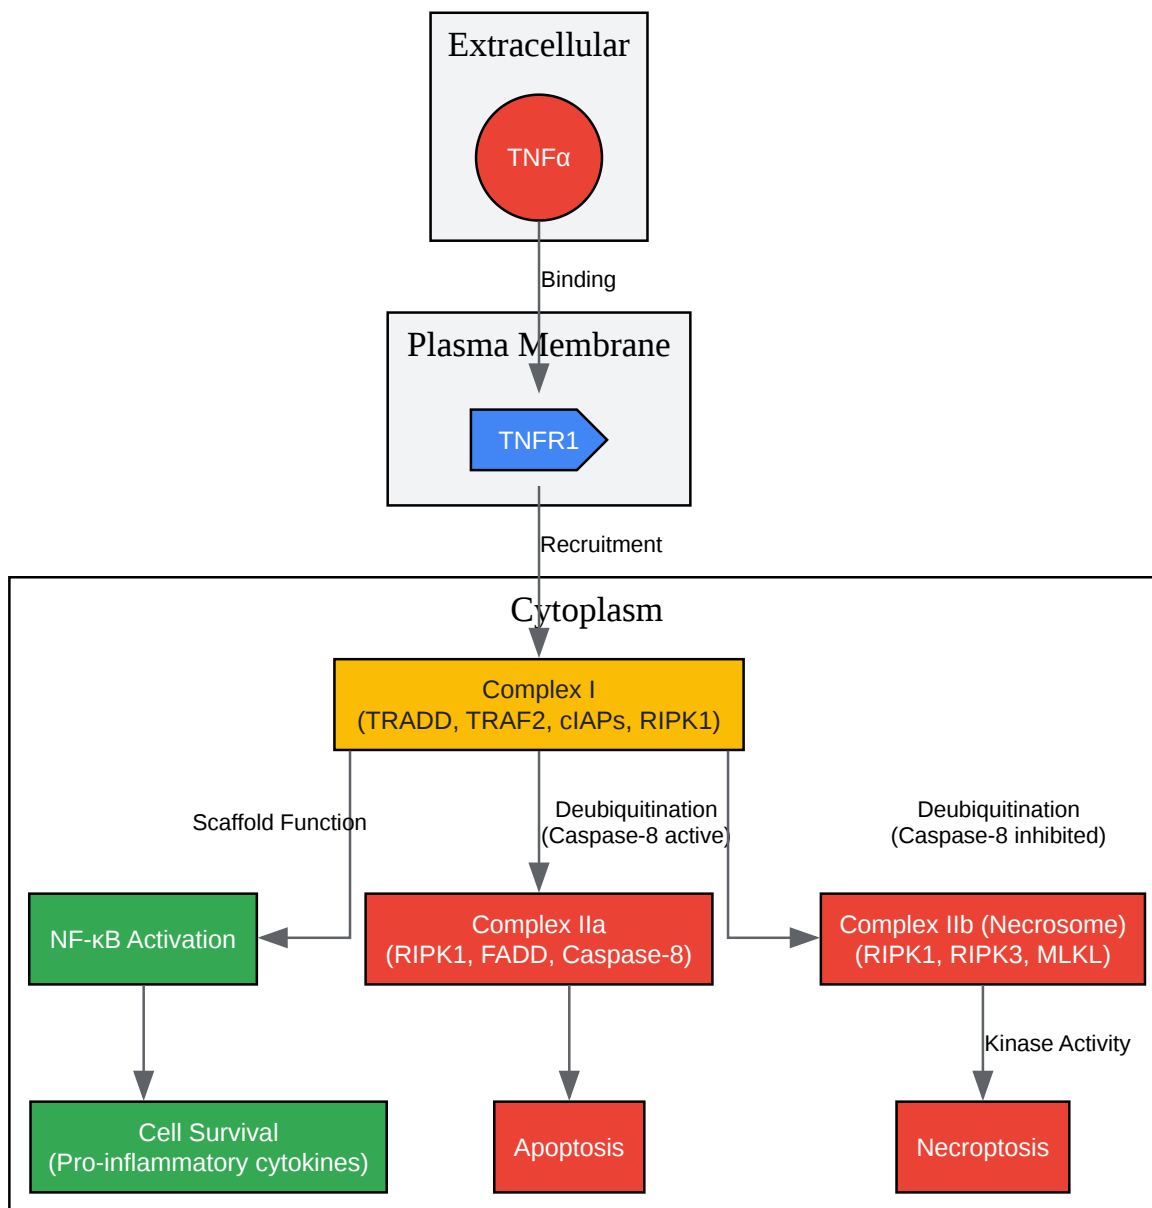 Extracellular
TNFα
Binding
Plasma Membrane
TNFR1
Recruitment
Cytoplasm
Complex I
(TRADD, TRAF2, cIAPs, RIPK1)
Scaffold Function
Deubiquitination
(Caspase-8 active)
Deubiquitination
(Caspase-8 inhibited)
NF-κB Activation
Complex IIa
(RIPK1, FADD, Caspase-8)
Complex IIb (Necrosome)
(RIPK1, RIPK3, MLKL)
Kinase Activity
Cell Survival
(Pro-inflammatory cytokines)
Apoptosis
Necroptosis